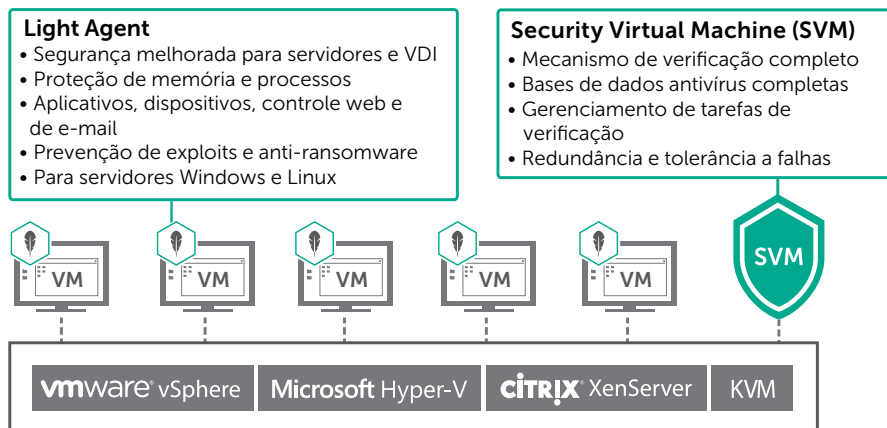 Light Agent
• Segurança melhorada para servidores e VDI
• Proteção de memória e processos
• Aplicativos, dispositivos, controle web e
de e-mail
• Prevenção de exploits e anti-ransomware
• Para servidores Windows e Linux
Security Virtual Machine (SVM)
• Mecanismo de verificação completo
• Bases de dados antivírus completas
• Gerenciamento de tarefas de
verificação
• Redundância e tolerância a falhas
VM
VM
VM
VM
VM
SVM
vmware® vSphere
Microsoft Hyper-V
CITRIX® XenServer
KVM